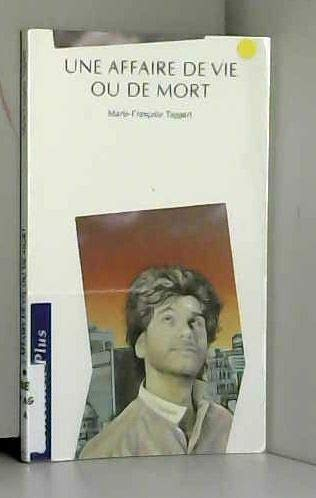 UNE AFFAIRE DE VIE
OU DE MORT
Marie-Françoise Taggart
Plus